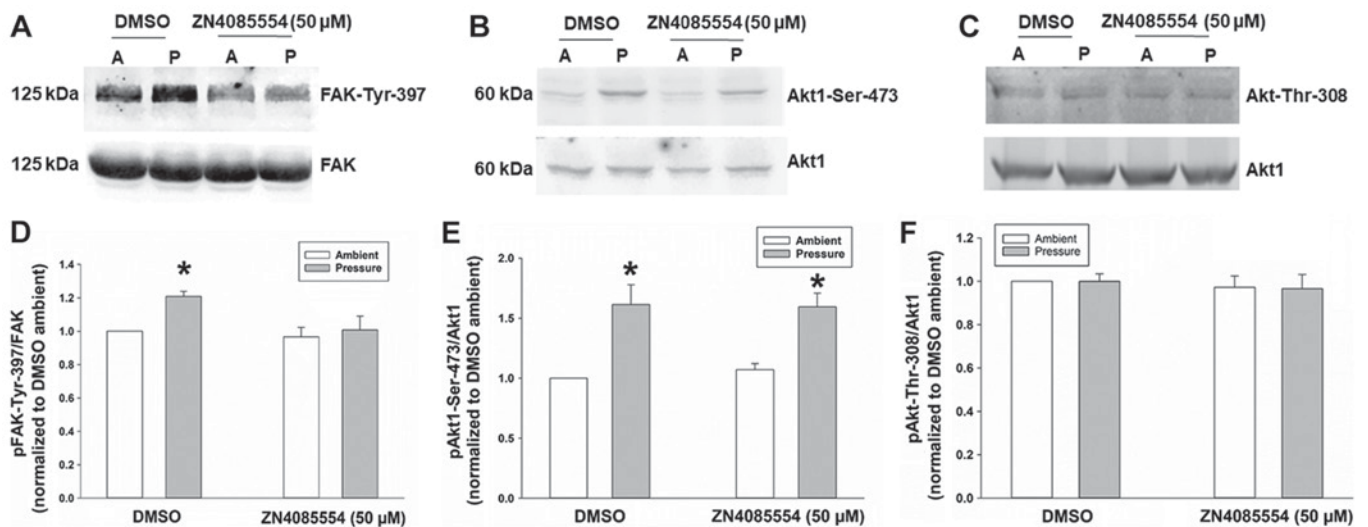 A
DMSO
ZN4085554 (50 µM)
A P A P
125 kDa
FAK-Tyr-397
125 kDa
FAK
B
DMSO
ZN4085554 (50 µM)
A P A P
60 kDa
Akt1-Ser-473
60 kDa
Akt1
C
DMSO
ZN4085554 (50 µM)
A P A P
Akt-Thr-308
Akt1
D
pFAK-Tyr-397/FAK
(normalized to DMSO ambient)
1.4
1.2
1.0
0.8
0.6
0.4
0.2
0.0
Ambient
Pressure
*
DMSO
ZN4085554 (50 µM)
E
pAkt1-Ser-473/Akt1
(normalized to DMSO ambient)
2.0
1.5
1.0
0.5
0.0
Ambient
Pressure
*
*
DMSO
ZN4085554 (50 µM)
F
pAkt-Thr-308/Akt1
(normalized to DMSO ambient)
1.2
1.0
0.8
0.6
0.4
0.2
0.0
Ambient
Pressure
DMSO
ZN4085554 (50 µM)